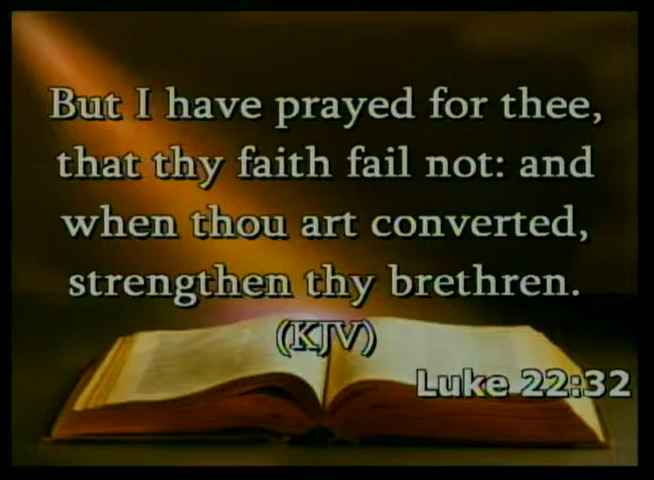 But I have prayed for thee,
that thy faith fail not: and
when thou art converted,
strengthen thy brethren.
(KJV)
Luke 22:32